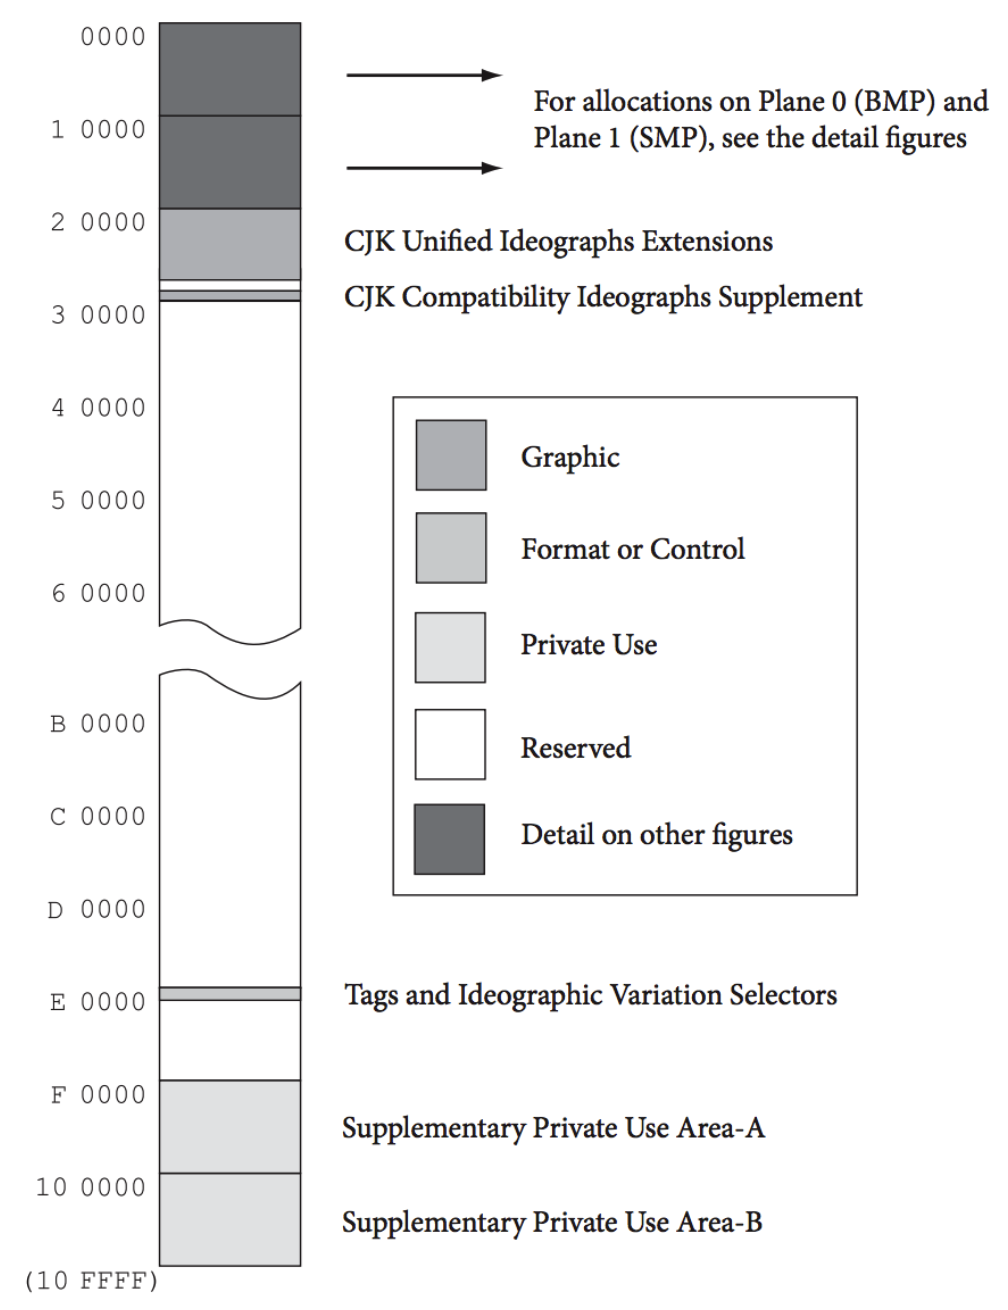 0000
For allocations on Plane 0 (BMP) and
1 0000
Plane 1 (SMP), see the detail figures
2 0000
CJK Unified Ideographs Extensions
CJK Compatibility Ideographs Supplement
3 0000
4 0000
Graphic
5 0000
Format or Control
6 0000
Private Use
B 0000
Reserved
C 0000
Detail on other figures
D 0000
E 0000
Tags and Ideographic Variation Selectors
F 0000
Supplementary Private Use Area-A
10 0000
Supplementary Private Use Area-B
(10 FFFF)